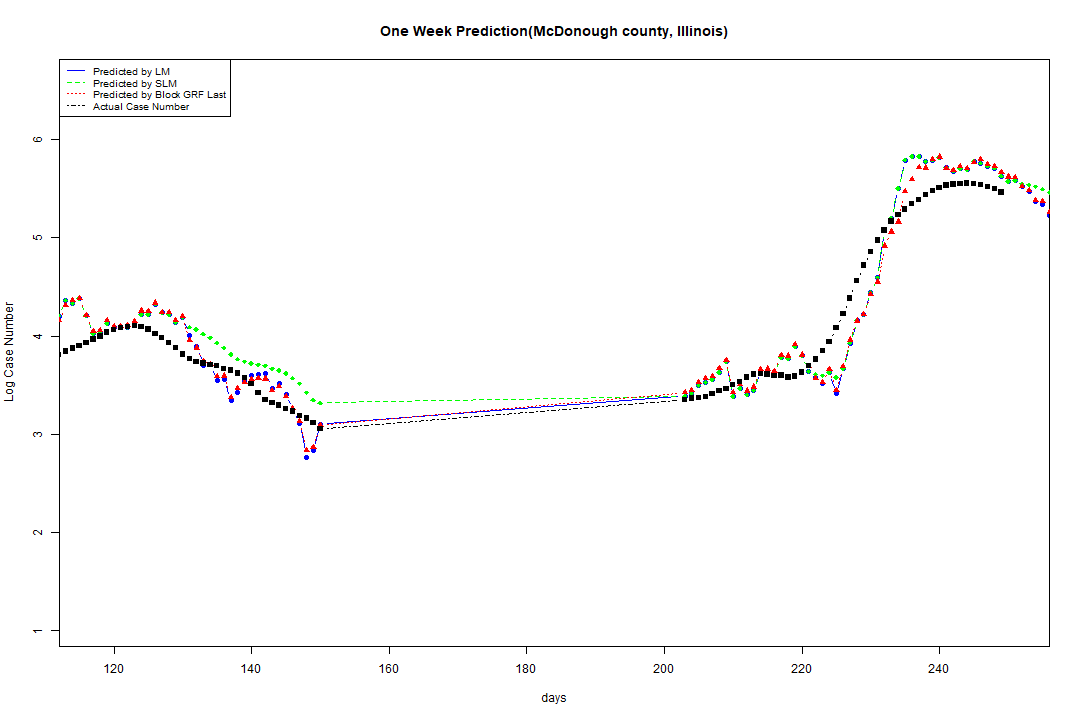 One Week Prediction(McDonough county, Illinois)
Predicted by LM
Predicted by SLM
Predicted by Block GRF Last
Actual Case Number
Log Case Number
6
5
4
3
2
1
120 140 160 180 200 220 240
days